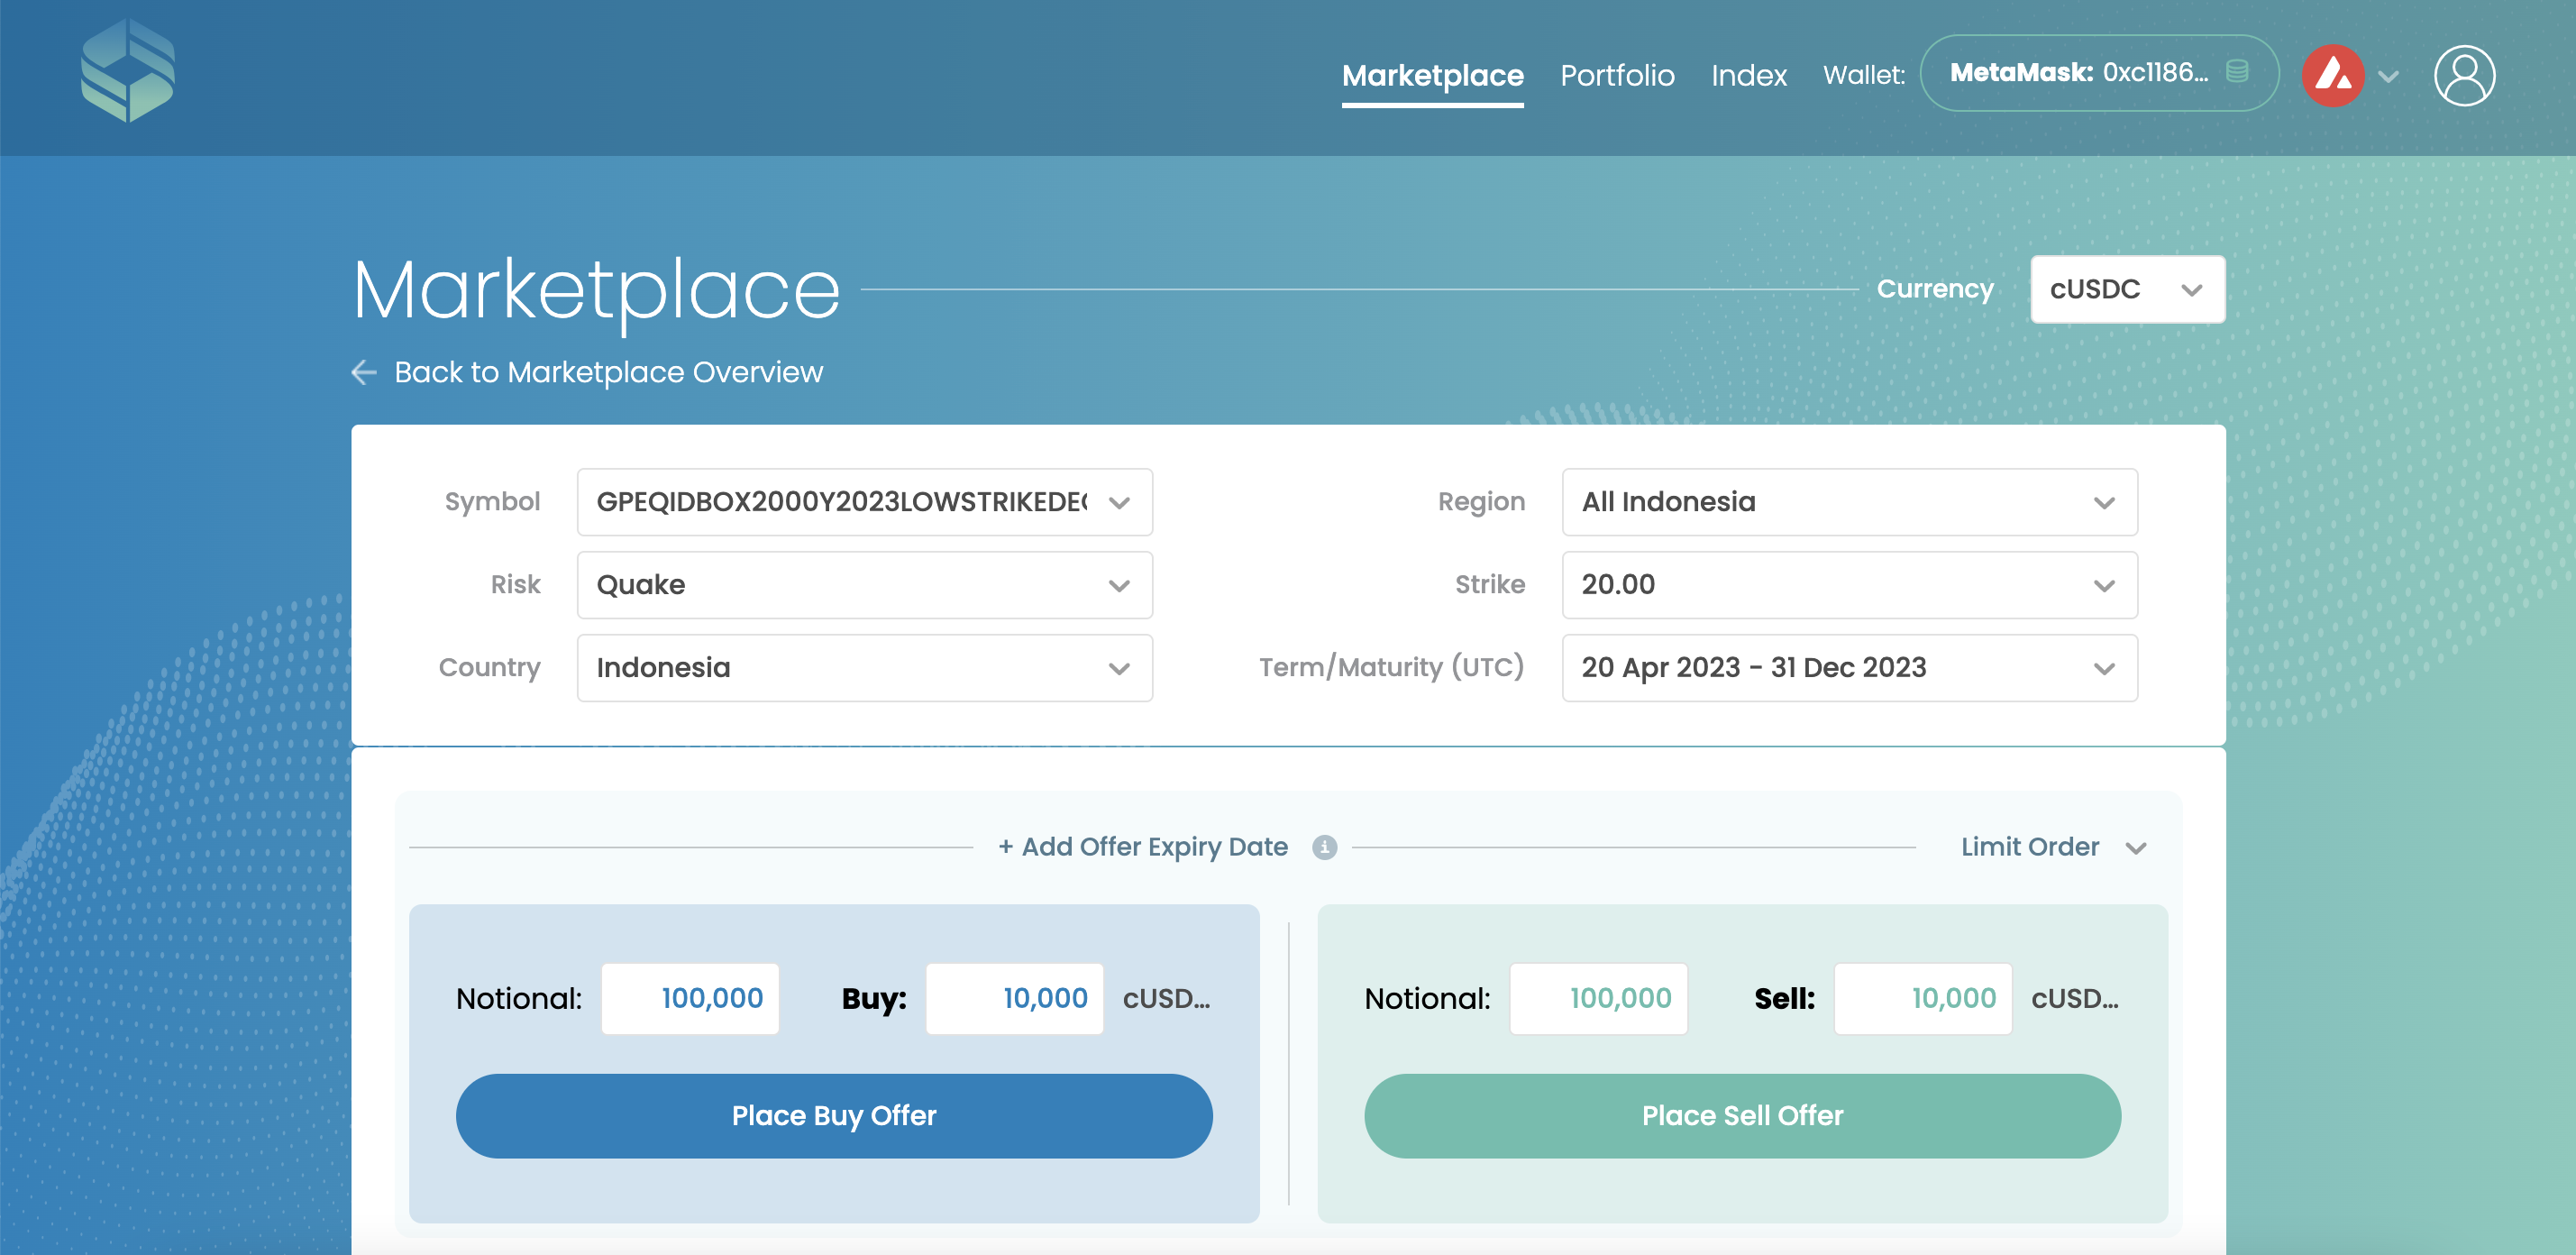 Marketplace Portfolio Index Wallet: MetaMask: 0xc1186...
Marketplace Currency cUSDC
Back to Marketplace Overview
Symbol GPEQIDBOX2000Y2023LOWSTRIKEDEC Region All Indonesia
Risk Quake Strike 20.00
Country Indonesia Term/Maturity (UTC) 20 Apr 2023 - 31 Dec 2023
+ Add Offer Expiry Date i Limit Order
Notional: 100,000 Buy: 10,000 cUSD... Notional: 100,000 Sell: 10,000 cUSD...
Place Buy Offer Place Sell Offer